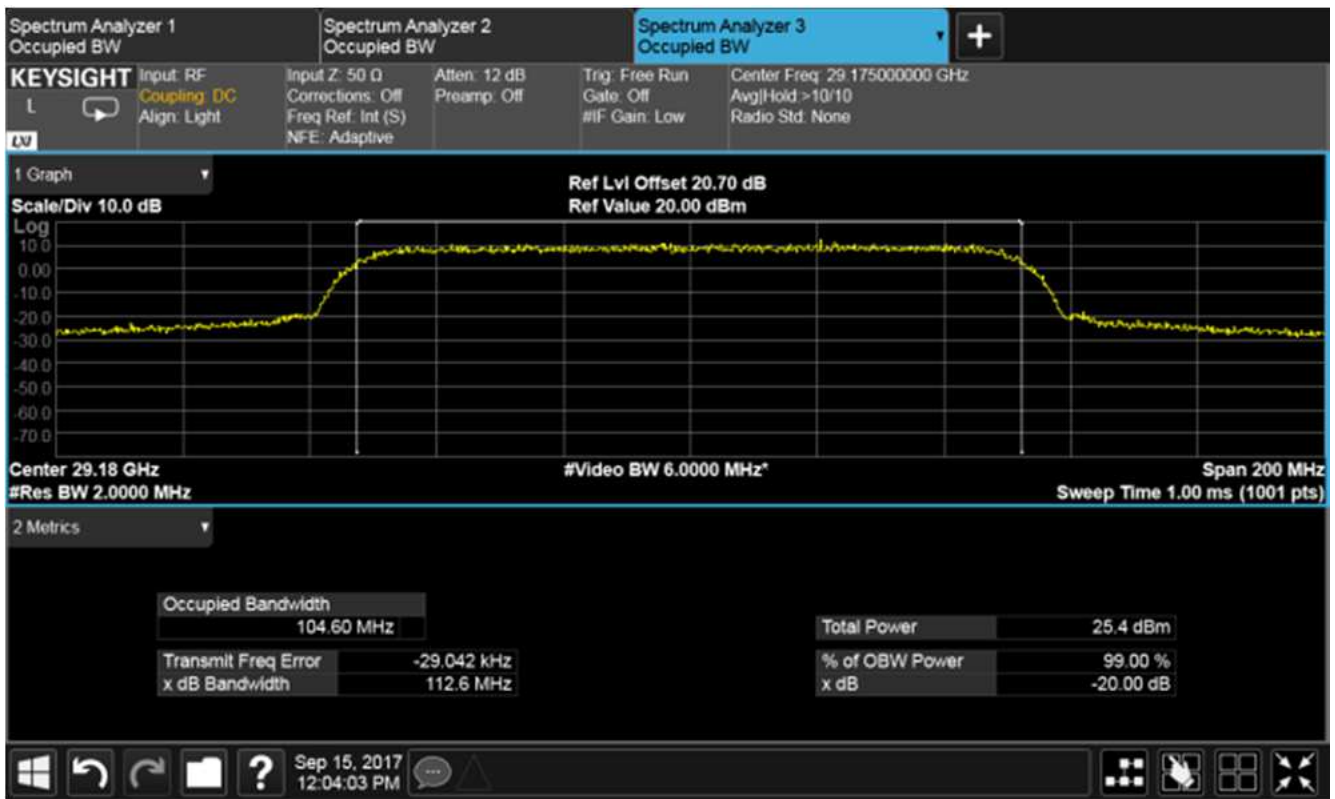 Spectrum Analyzer 1
Occupied BW
Spectrum Analyzer 2
Occupied BW
Spectrum Analyzer 3
Occupied BW
KEYSIGHT
L
LXI
Input: RF
Coupling: DC
Align: Light
Input Z: 50 Ω
Corrections: Off
Freq Ref: Int (S)
NFE: Adaptive
Atten: 12 dB
Preamp: Off
Trig: Free Run
Gate: Off
#IF Gain: Low
Center Freq: 29.175000000 GHz
Avg|Hold:>10/10
Radio Std: None
1 Graph
Scale/Div 10.0 dB
Ref Lvl Offset 20.70 dB
Ref Value 20.00 dBm
Log
10.0
0.00
-10.0
-20.0
-30.0
-40.0
-50.0
-60.0
-70.0
Center 29.18 GHz
#Res BW 2.0000 MHz
#Video BW 6.0000 MHz*
Span 200 MHz
Sweep Time 1.00 ms (1001 pts)
2 Metrics
Occupied Bandwidth
104.60 MHz
Transmit Freq Error -29.042 kHz
x dB Bandwidth 112.6 MHz
Total Power 25.4 dBm
% of OBW Power 99.00 %
x dB -20.00 dB
?
Sep 15, 2017
12:04:03 PM